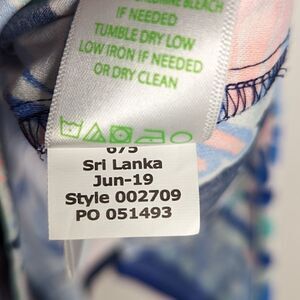 BLEACH
IF NEEDED
TUMBLE DRY LOW
LOW IRON IF NEEDED
OR DRY CLEAN
675
Sri Lanka
Jun-19
Style 002709
PO 051493